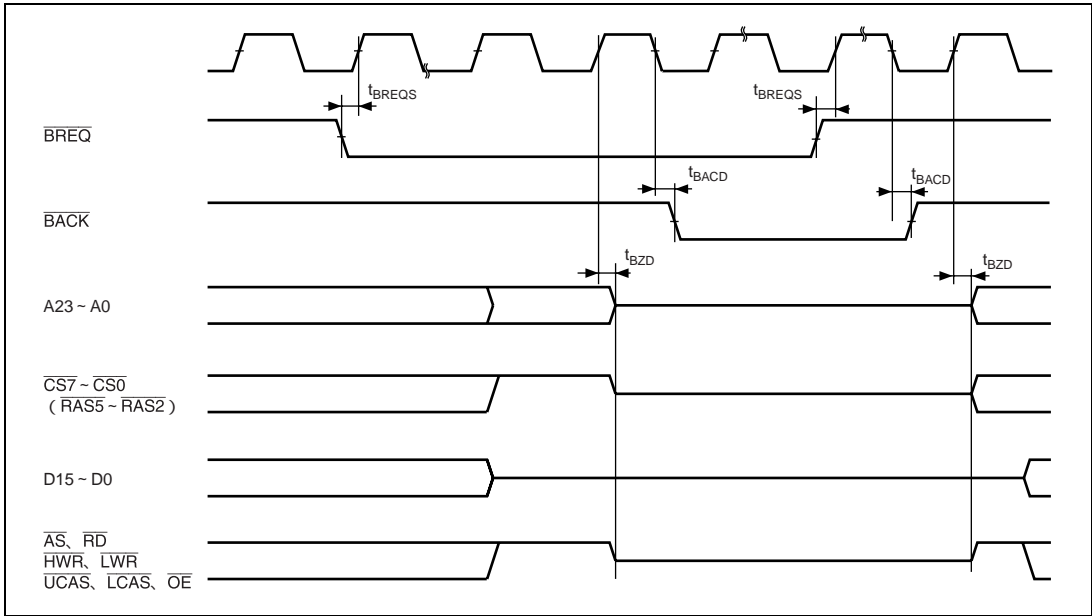 tBREQS
tBREQS
BREQ
tBACD
tBACD
BACK
tBZD
tBZD
A23~A0
CS7~CS0
（RAS5~RAS2）
D15~D0
AS、RD
HWR、LWR
UCAS、LCAS、OE